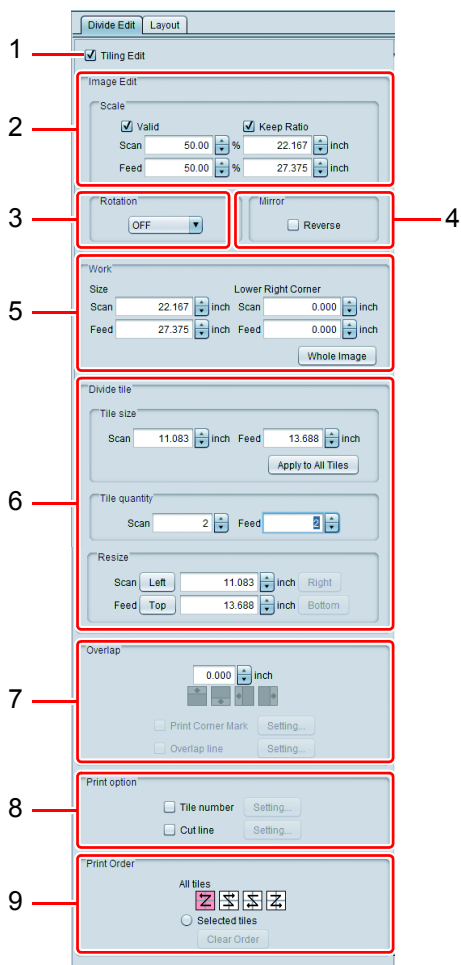 Divide Edit Layout
1 Tiling Edit
Image Edit
Scale
2 Valid Keep Ratio
Scan 50.00 % 22.167 inch
Feed 50.00 % 27.375 inch
Rotation Mirror
3 OFF Reverse 4
Work
Size Lower Right Corner
5 Scan 22.167 inch Scan 0.000 inch
Feed 27.375 inch Feed 0.000 inch
Whole Image
Divide tile
Tile size
Scan 11.083 inch Feed 13.688 inch
Apply to All Tiles
6 Tile quantity
Scan 2 Feed 2
Resize
Scan Left 11.083 inch Right
Feed Top 13.688 inch Bottom
Overlap
0.000 inch
7 Print Corner Mark Setting...
Overlap line Setting...
Print option
8 Tile number Setting...
Cut line Setting...
Print Order
All tiles
9 Selected tiles
Clear Order